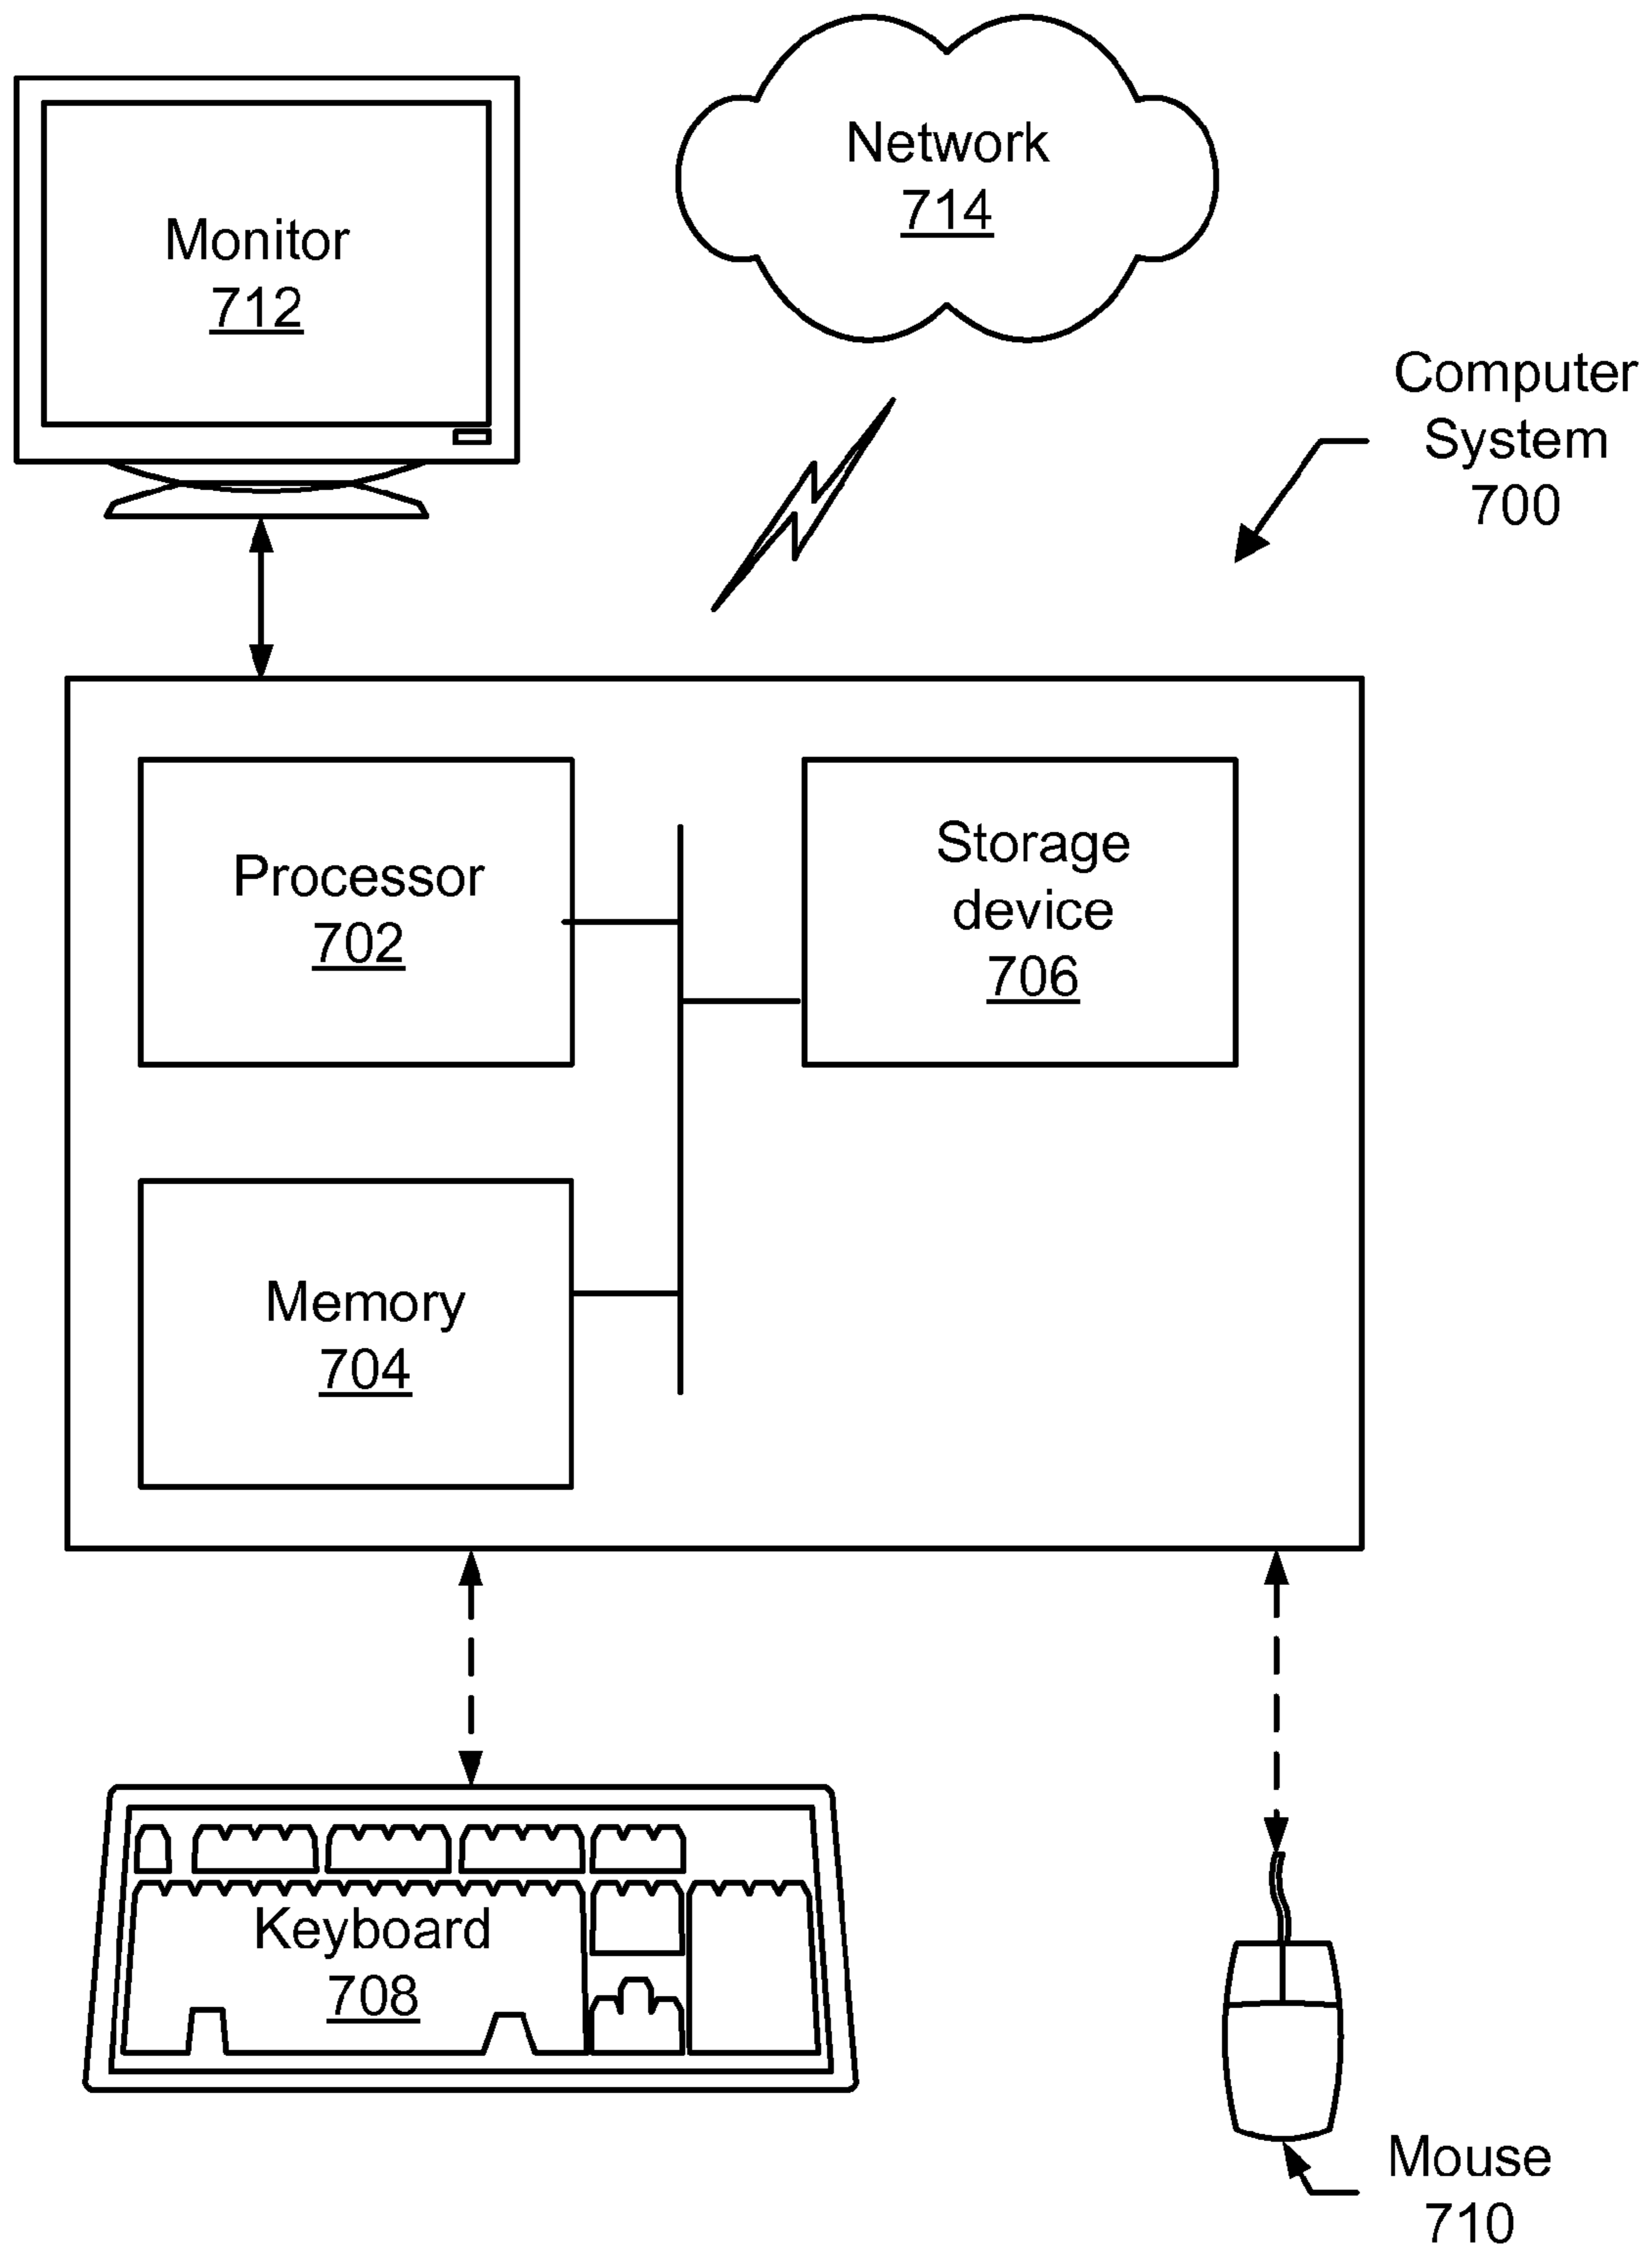 Network
714
Monitor
712
Computer
System
700
Processor
702
Storage
device
706
Memory
704
Keyboard
708
Mouse
710